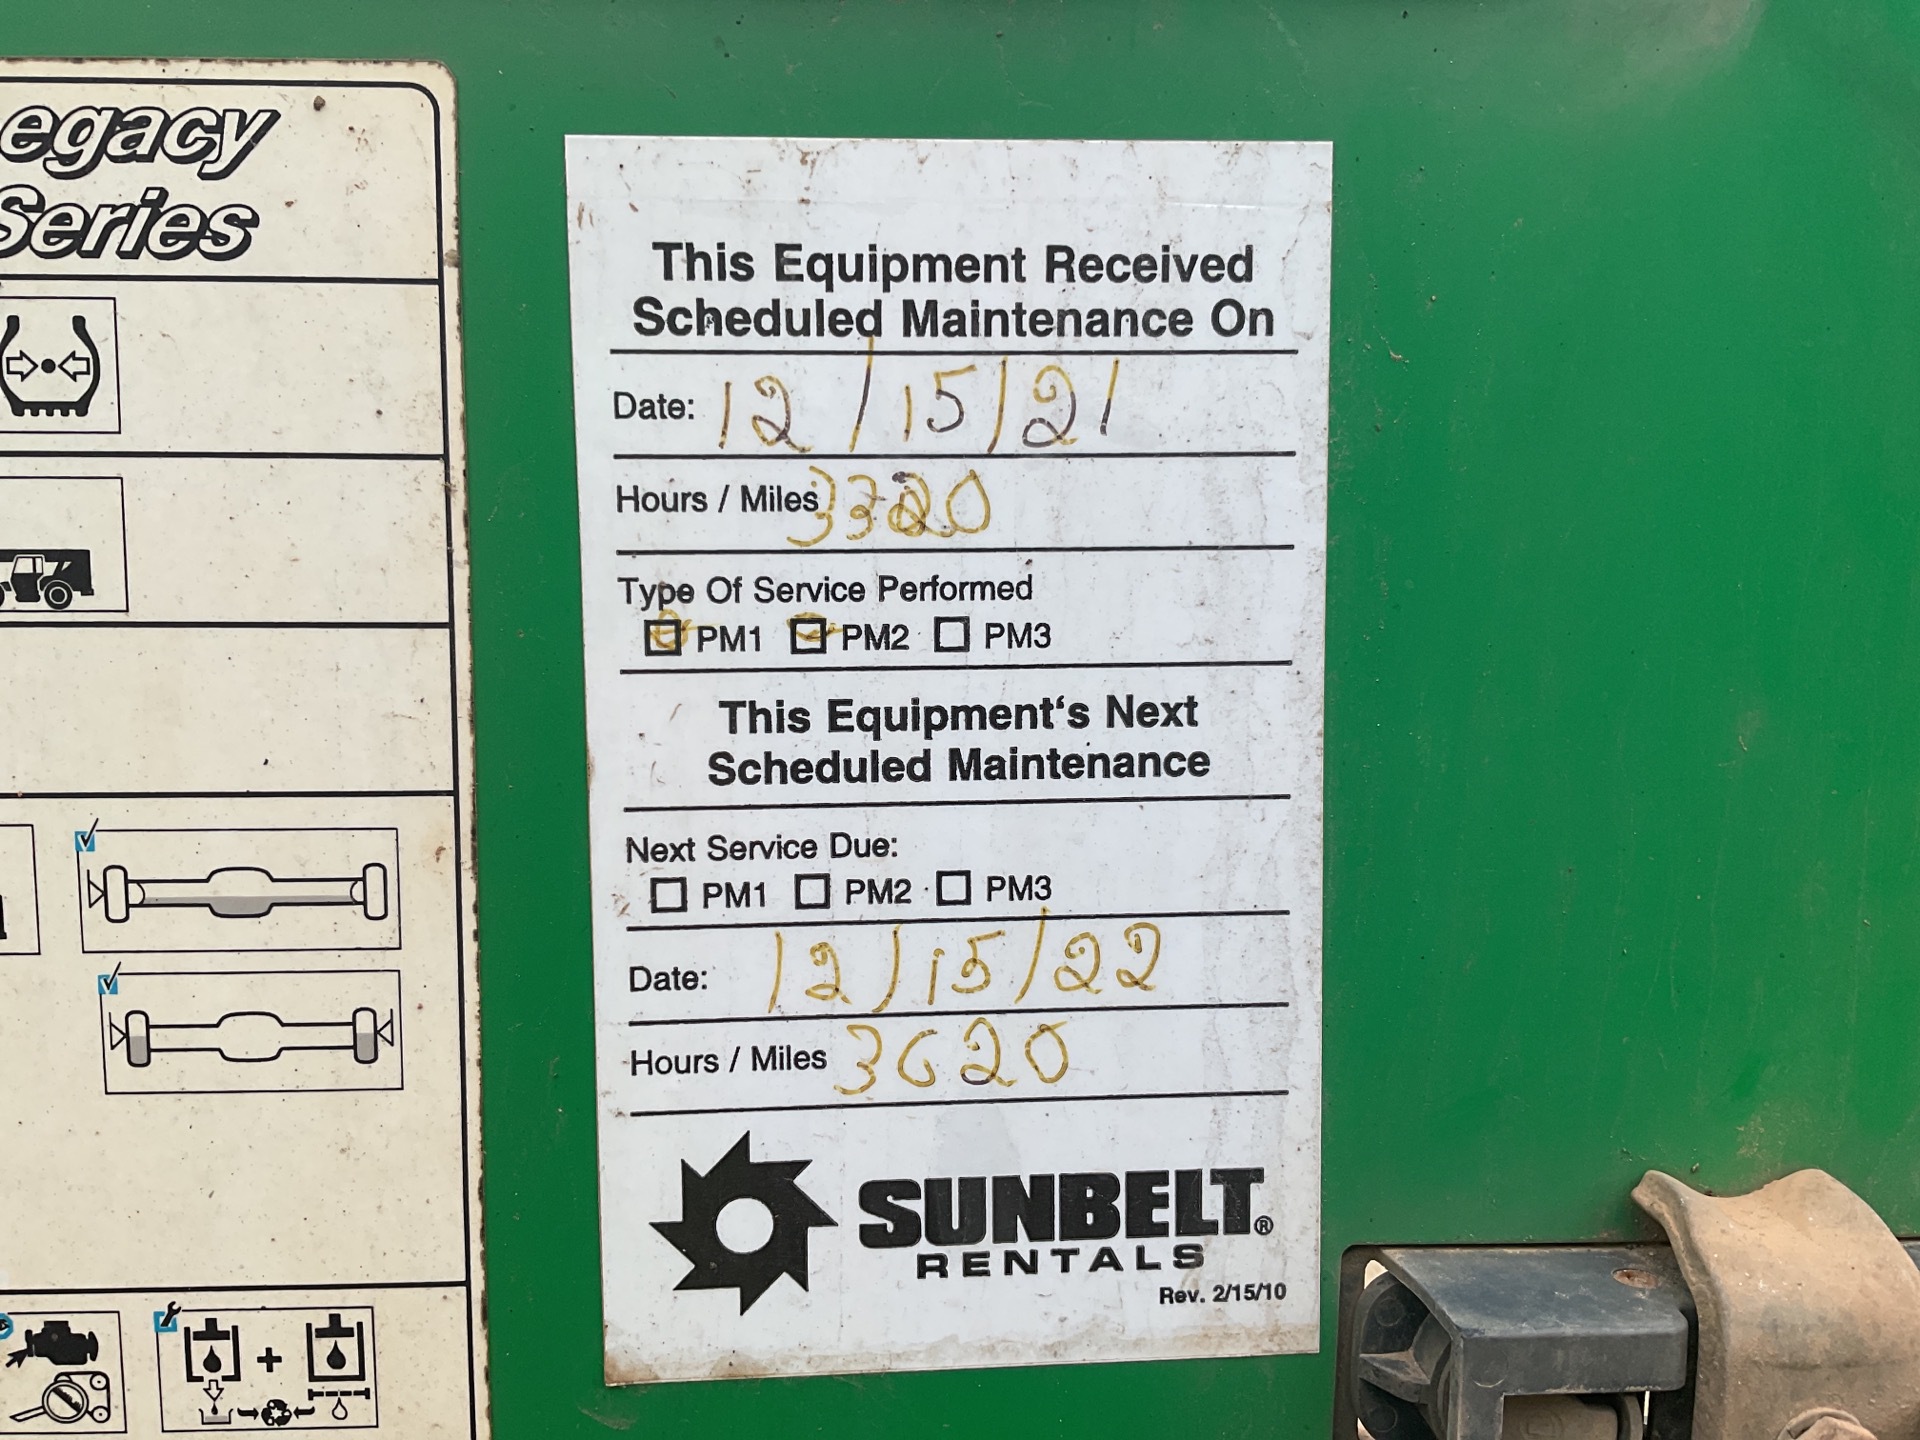 egacy
Series
This Equipment Received
Scheduled Maintenance On
Date: 12/15/21
Hours / Miles 3320
Type Of Service Performed
PM1 PM2 PM3
This Equipment‘s Next
Scheduled Maintenance
Next Service Due:
PM1 PM2 PM3
Date: 12/15/22
Hours / Miles 3620
SUNBELT®
RENTALS
Rev. 2/15/10